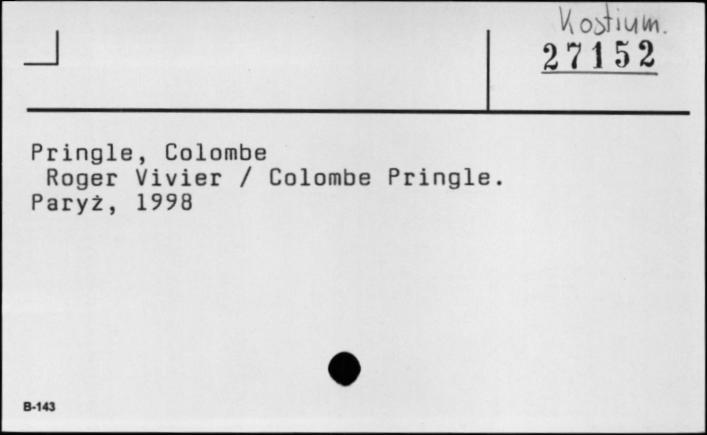 Kostium.
27152
Pringle, Colombe
Roger Vivier / Colombe Pringle.
Paryż, 1998
B-143